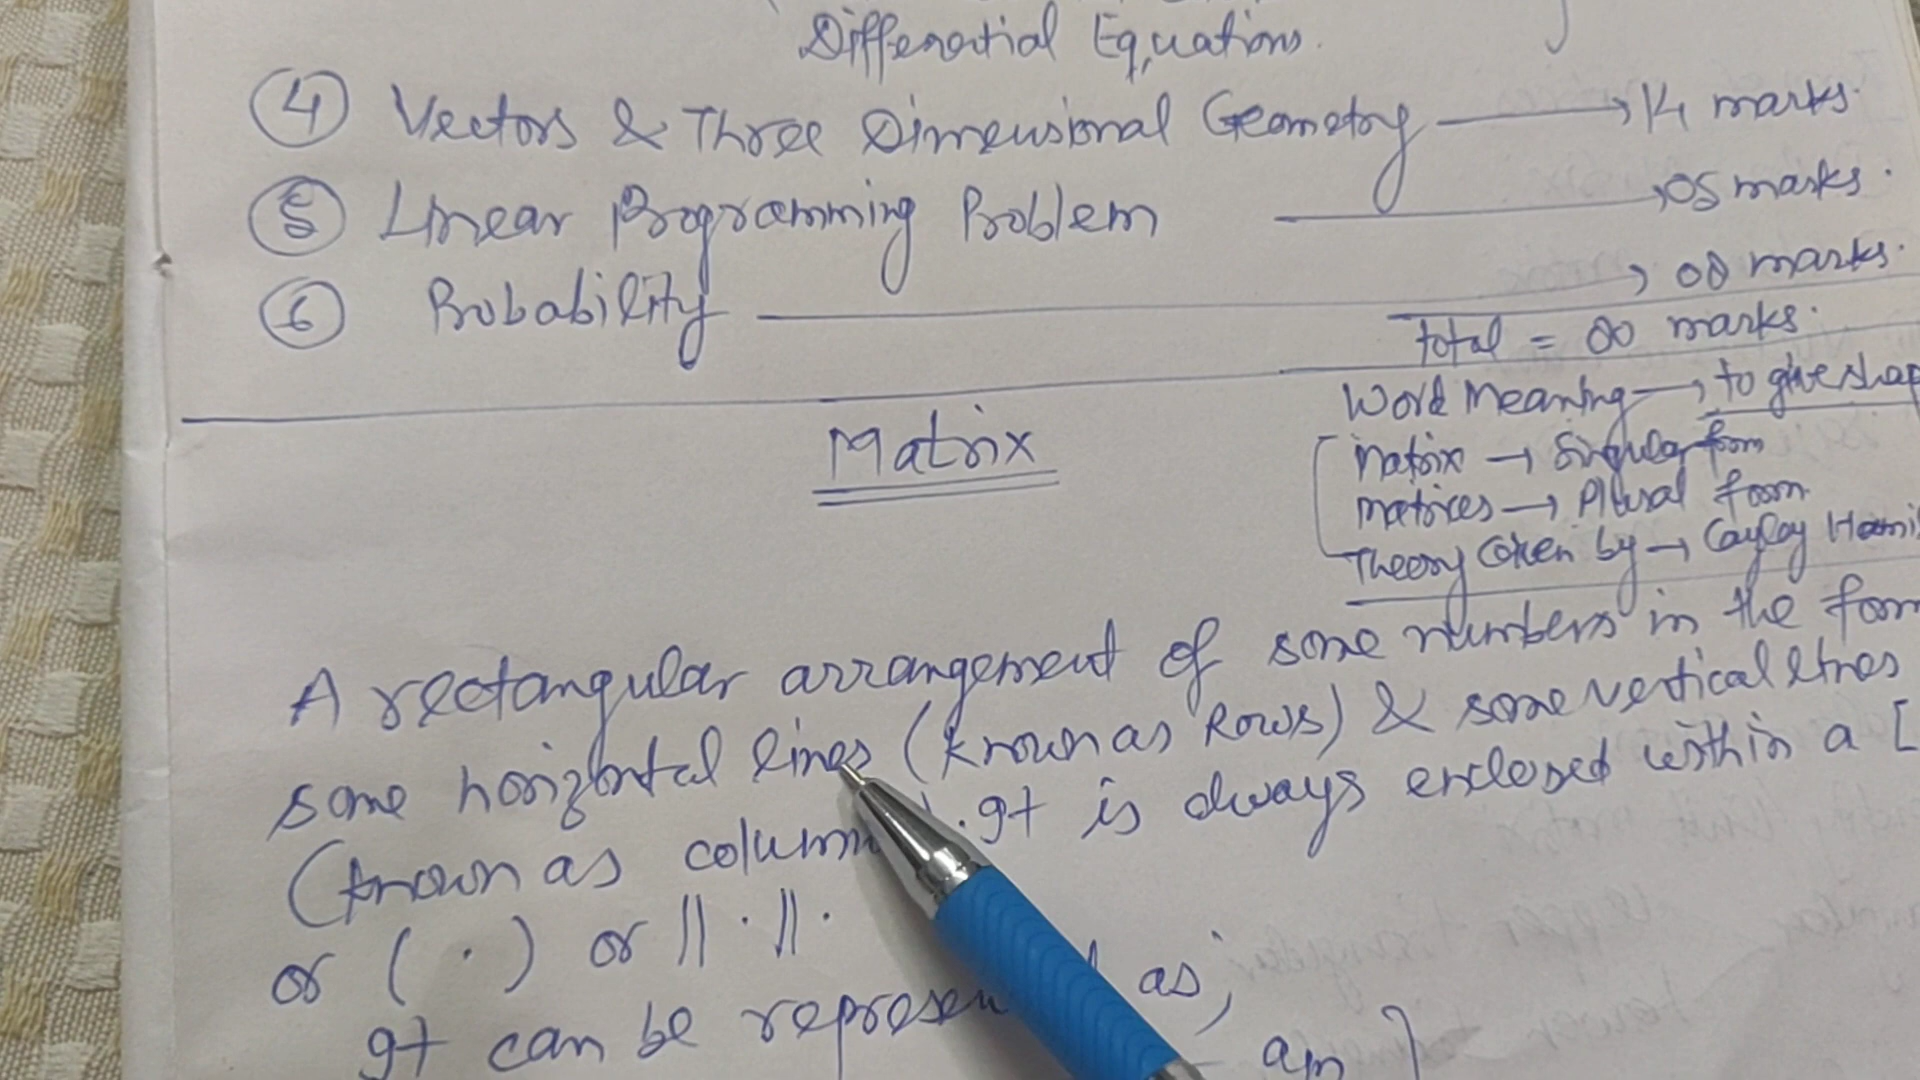 Differential Equations.
④ Vectors & Three Dimensional Geometry → 14 marks.
⑤ Linear Programming Problem → 05 marks.
⑥ Probability → 08 marks.
total = 80 marks.
Word Meaning → to give shap
Matrix
Matrix → Singular form
Matrices → Plural form
Theory Given by → Cayley Hami
A rectangular arrangement of some numbers in the form
some horizontal lines (known as Rows) & some vertical lines
(known as column . It is always enclosed within a [
or ( . ) or || . || .
It can be represen as,
a1n ]